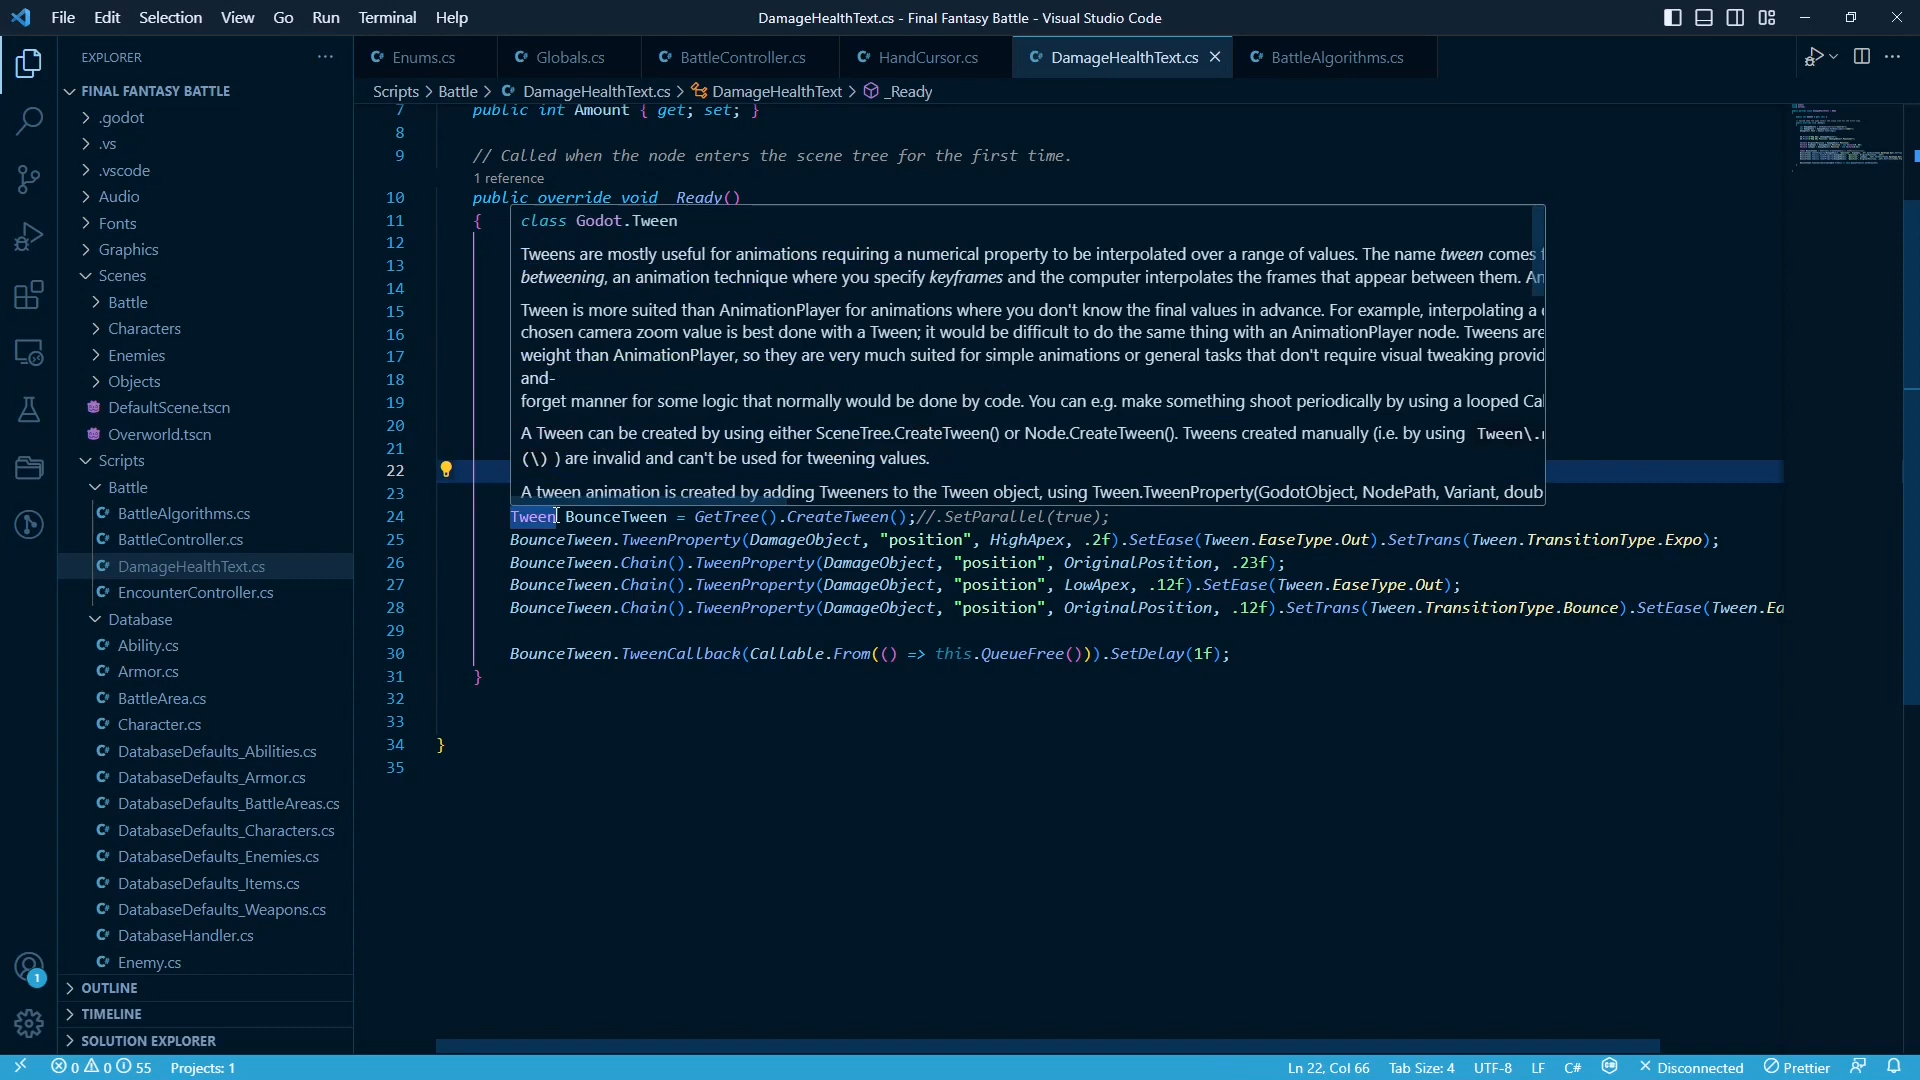 File Edit Selection View Go Run Terminal Help
DamageHealthText.cs - Final Fantasy Battle - Visual Studio Code
EXPLORER
Enums.cs
Globals.cs
BattleController.cs
HandCursor.cs
DamageHealthText.cs
BattleAlgorithms.cs
Scripts > Battle > DamageHealthText.cs > DamageHealthText > _Ready
FINAL FANTASY BATTLE
.godot
.vs
.vscode
Audio
Fonts
Graphics
Scenes
Battle
Characters
Enemies
Objects
DefaultScene.tscn
Overworld.tscn
Scripts
Battle
BattleAlgorithms.cs
BattleController.cs
DamageHealthText.cs
EncounterController.cs
Database
Ability.cs
Armor.cs
BattleArea.cs
Character.cs
DatabaseDefaults_Abilities.cs
DatabaseDefaults_Armor.cs
DatabaseDefaults_BattleAreas.cs
DatabaseDefaults_Characters.cs
DatabaseDefaults_Enemies.cs
DatabaseDefaults_Items.cs
DatabaseDefaults_Weapons.cs
DatabaseHandler.cs
Enemy.cs
OUTLINE
TIMELINE
SOLUTION EXPLORER
7 public int Amount { get; set; }
8
9 // Called when the node enters the scene tree for the first time.
1 reference
10 public override void _Ready()
11 {
12
13
14
15
16
17
18
19
20
21
22
23
class Godot.Tween
Tweens are mostly useful for animations requiring a numerical property to be interpolated over a range of values. The name tween comes
betweening, an animation technique where you specify keyframes and the computer interpolates the frames that appear between them.
Tween is more suited than AnimationPlayer for animations where you don't know the final values in advance. For example, interpolating a
chosen camera zoom value is best done with a Tween; it would be difficult to do the same thing with an AnimationPlayer node. Tweens are
weight than AnimationPlayer, so they are very much suited for simple animations or general tasks that don't require visual tweaking provid
and-
forget manner for some logic that normally would be done by code. You can e.g. make something shoot periodically by using a looped Cal
A Tween can be created by using either SceneTree.CreateTween() or Node.CreateTween(). Tweens created manually (i.e. by using Tween\.
(\) ) are invalid and can't be used for tweening values.
A tween animation is created by adding Tweeners to the Tween object, using Tween.TweenProperty(GodotObject, NodePath, Variant, doub
24 Tween BounceTween = GetTree().CreateTween();//.SetParallel(true);
25 BounceTween.TweenProperty(DamageObject, "position", HighApex, .2f).SetEase(Tween.EaseType.Out).SetTrans(Tween.TransitionType.Expo);
26 BounceTween.Chain().TweenProperty(DamageObject, "position", OriginalPosition, .23f);
27 BounceTween.Chain().TweenProperty(DamageObject, "position", LowApex, .12f).SetEase(Tween.EaseType.Out);
28 BounceTween.Chain().TweenProperty(DamageObject, "position", OriginalPosition, .12f).SetTrans(Tween.TransitionType.Bounce).SetEase(Tween.Ea
29
30 BounceTween.TweenCallback(Callable.From(() => this.QueueFree())).SetDelay(1f);
31 }
32
33
34 }
35
1
0 0 55 Projects: 1
Ln 22, Col 66 Tab Size: 4 UTF-8 LF C# Disconnected Prettier